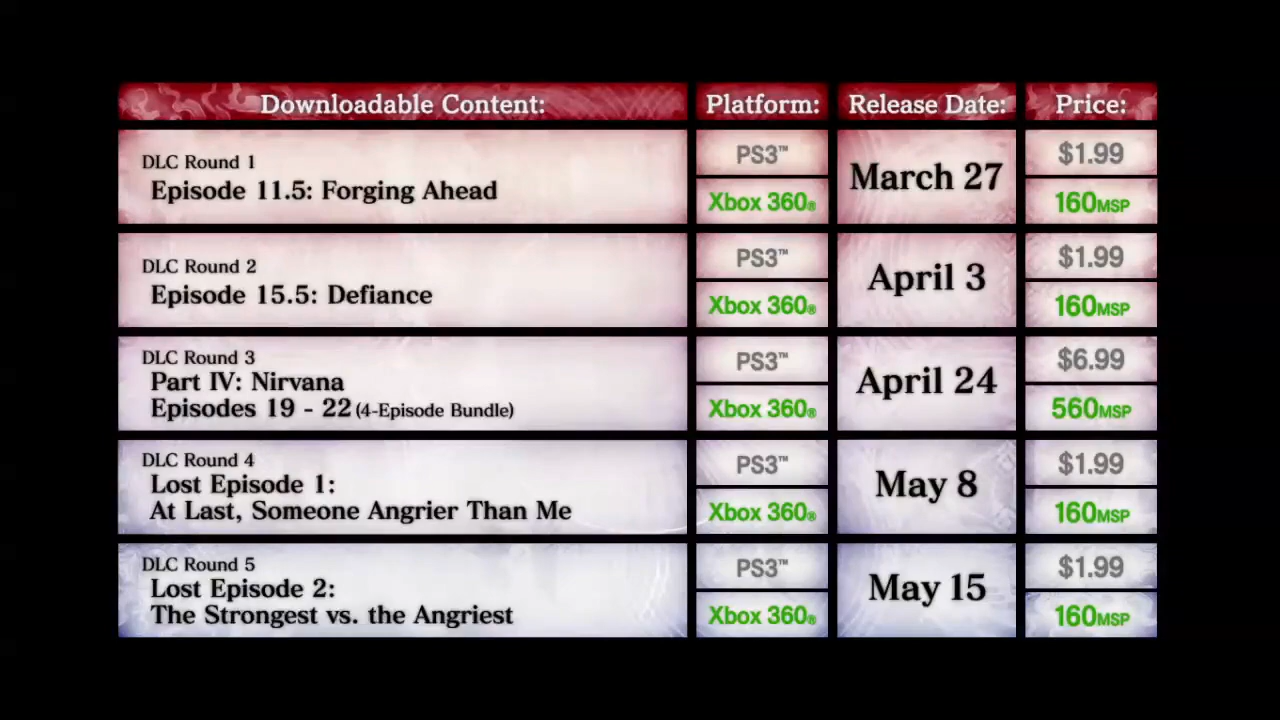 Downloadable Content: Platform: Release Date: Price:
DLC Round 1
Episode 11.5: Forging Ahead
PS3™
Xbox 360®
March 27
$1.99
160MSP
DLC Round 2
Episode 15.5: Defiance
PS3™
Xbox 360®
April 3
$1.99
160MSP
DLC Round 3
Part IV: Nirvana
Episodes 19 - 22 (4-Episode Bundle)
PS3™
Xbox 360®
April 24
$6.99
560MSP
DLC Round 4
Lost Episode 1:
At Last, Someone Angrier Than Me
PS3™
Xbox 360®
May 8
$1.99
160MSP
DLC Round 5
Lost Episode 2:
The Strongest vs. the Angriest
PS3™
Xbox 360®
May 15
$1.99
160MSP